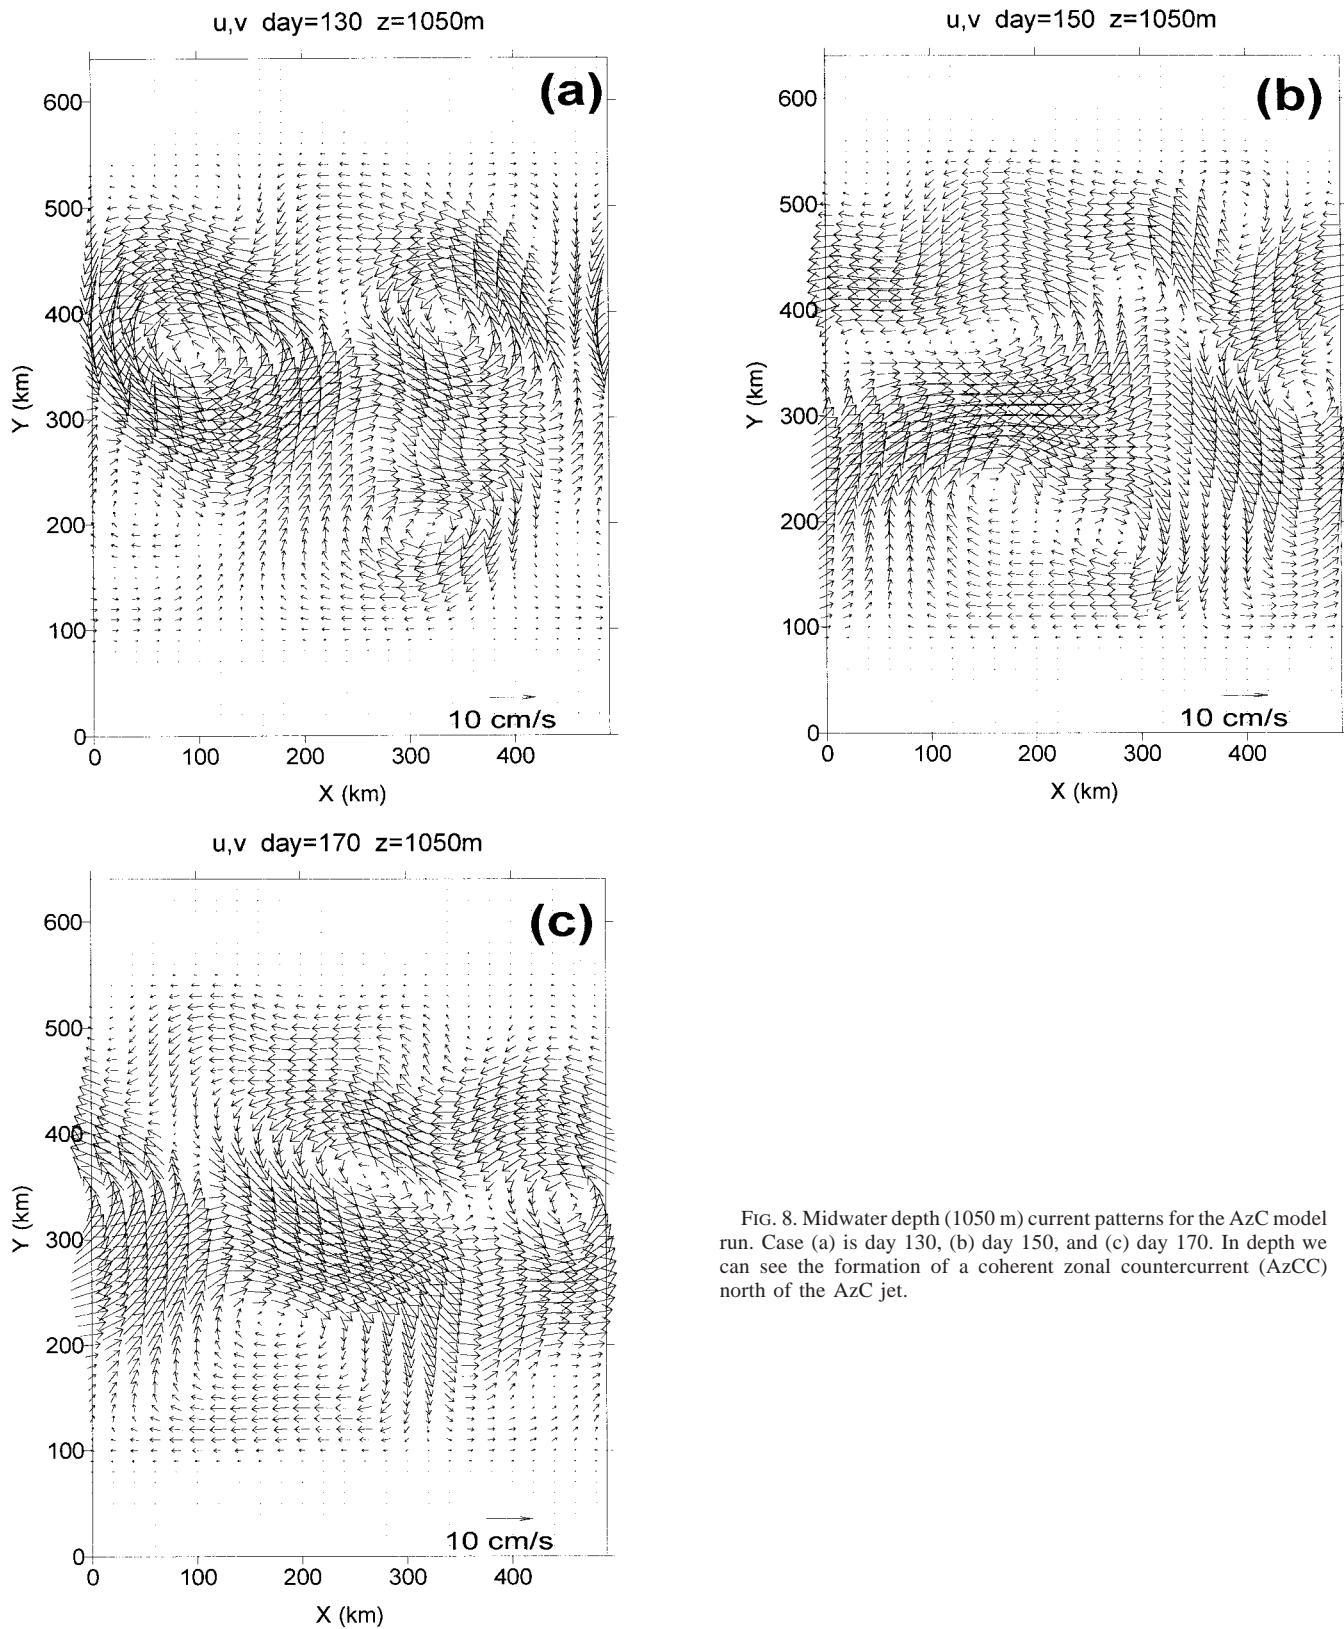 u,v day=130 z=1050m
(a)
600
500
400
300
200
100
0
Y (km)
10 cm/s
0 100 200 300 400
X (km)
u,v day=150 z=1050m
(b)
600
500
400
300
200
100
0
Y (km)
10 cm/s
0 100 200 300 400
X (km)
u,v day=170 z=1050m
(c)
600
500
400
300
200
100
0
Y (km)
10 cm/s
0 100 200 300 400
X (km)
FIG. 8. Midwater depth (1050 m) current patterns for the AzC model
run. Case (a) is day 130, (b) day 150, and (c) day 170. In depth we
can see the formation of a coherent zonal countercurrent (AzCC)
north of the AzC jet.